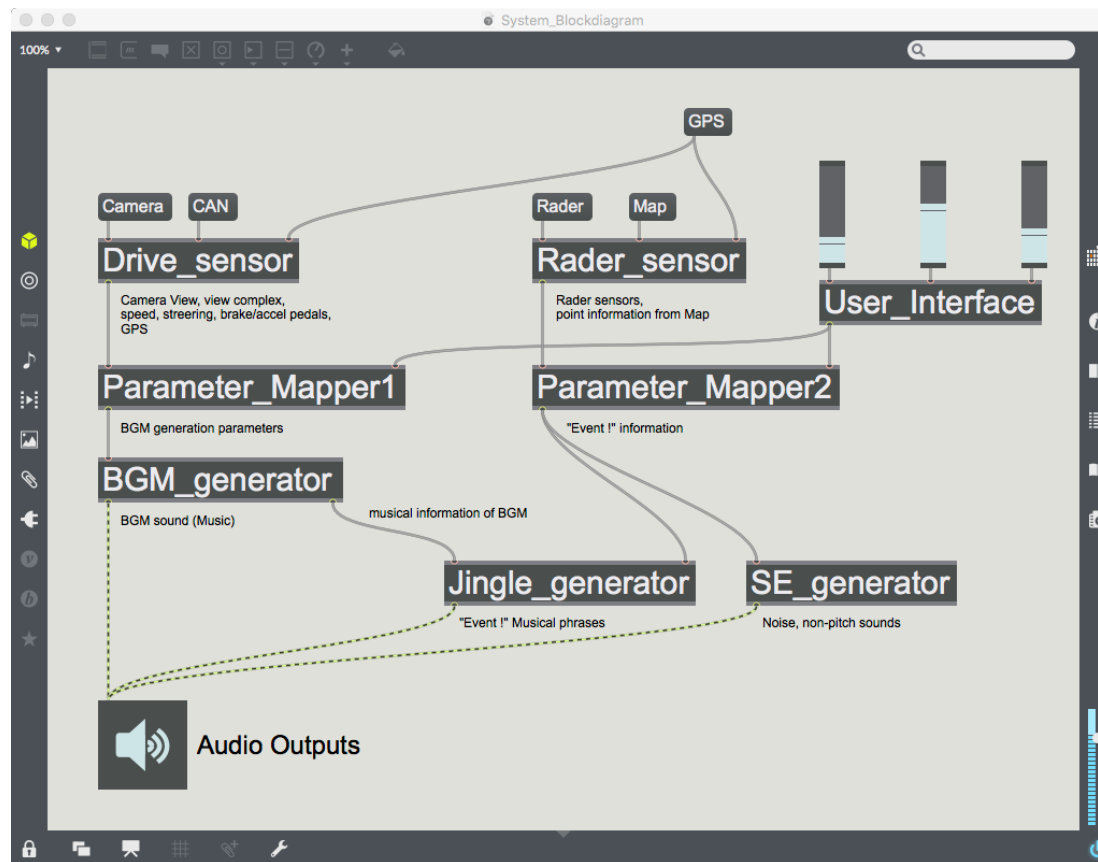 System_Blockdiagram
100%
GPS
Camera
CAN
Rader
Map
Drive_sensor
Rader_sensor
Camera View, view complex,
speed, streering, brake/accel pedals,
GPS
Rader sensors,
point information from Map
User_Interface
Parameter_Mapper1
Parameter_Mapper2
BGM generation parameters
"Event !" information
BGM_generator
BGM sound (Music)
musical information of BGM
Jingle_generator
SE_generator
"Event !" Musical phrases
Noise, non-pitch sounds
Audio Outputs